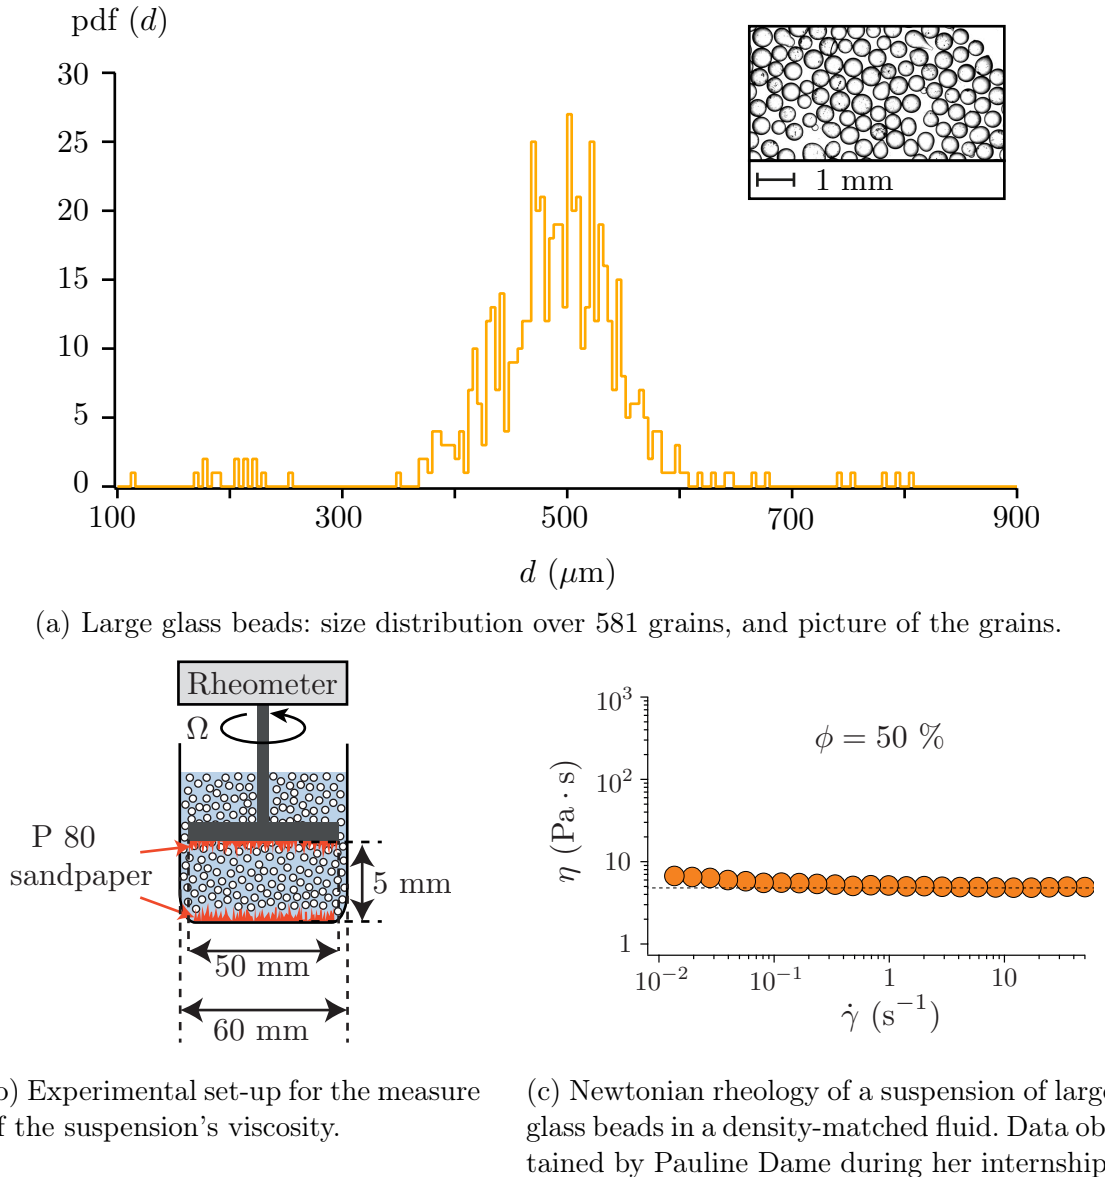 pdf (d)
30
25
20
15
10
5
0
100
300
500
700
900
d (μm)
1 mm
(a) Large glass beads: size distribution over 581 grains, and picture of the grains.
Rheometer
Ω
P 80
sandpaper
5 mm
50 mm
60 mm
) Experimental set-up for the measure
f the suspension's viscosity.
η (Pa · s)
10³
10²
10
1
ϕ = 50 %
10⁻²
10⁻¹
1
10
γ̇ (s⁻¹)
(c) Newtonian rheology of a suspension of large
glass beads in a density-matched fluid. Data ob
tained by Pauline Dame during her internship